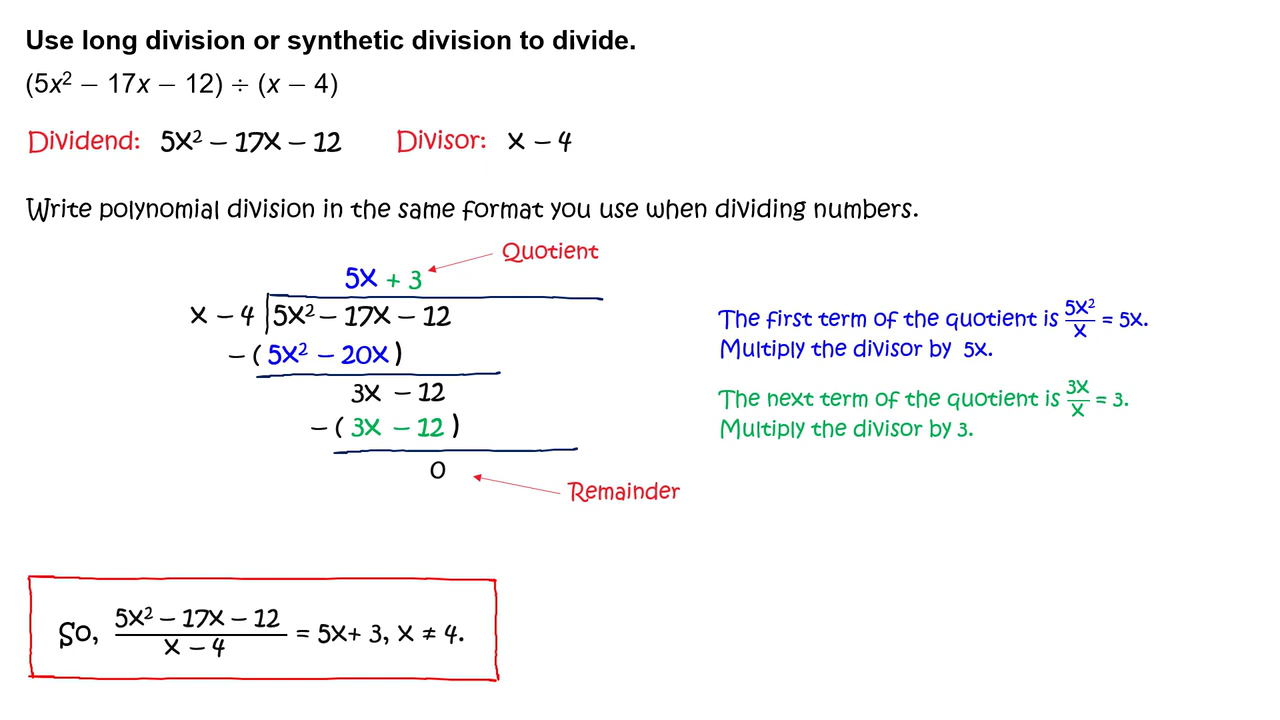 Use long division or synthetic division to divide.
(5x² − 17x − 12) ÷ (x − 4)
Dividend: 5x² − 17x − 12 Divisor: x − 4
Write polynomial division in the same format you use when dividing numbers.
Quotient
5x + 3
x − 4 | 5x² − 17x − 12
− ( 5x² − 20x )
3x − 12
− ( 3x − 12 )
0
Remainder
The first term of the quotient is 5x²/x = 5x.
Multiply the divisor by 5x.
The next term of the quotient is 3x/x = 3.
Multiply the divisor by 3.
So, (5x² − 17x − 12)/(x − 4) = 5x + 3, x ≠ 4.